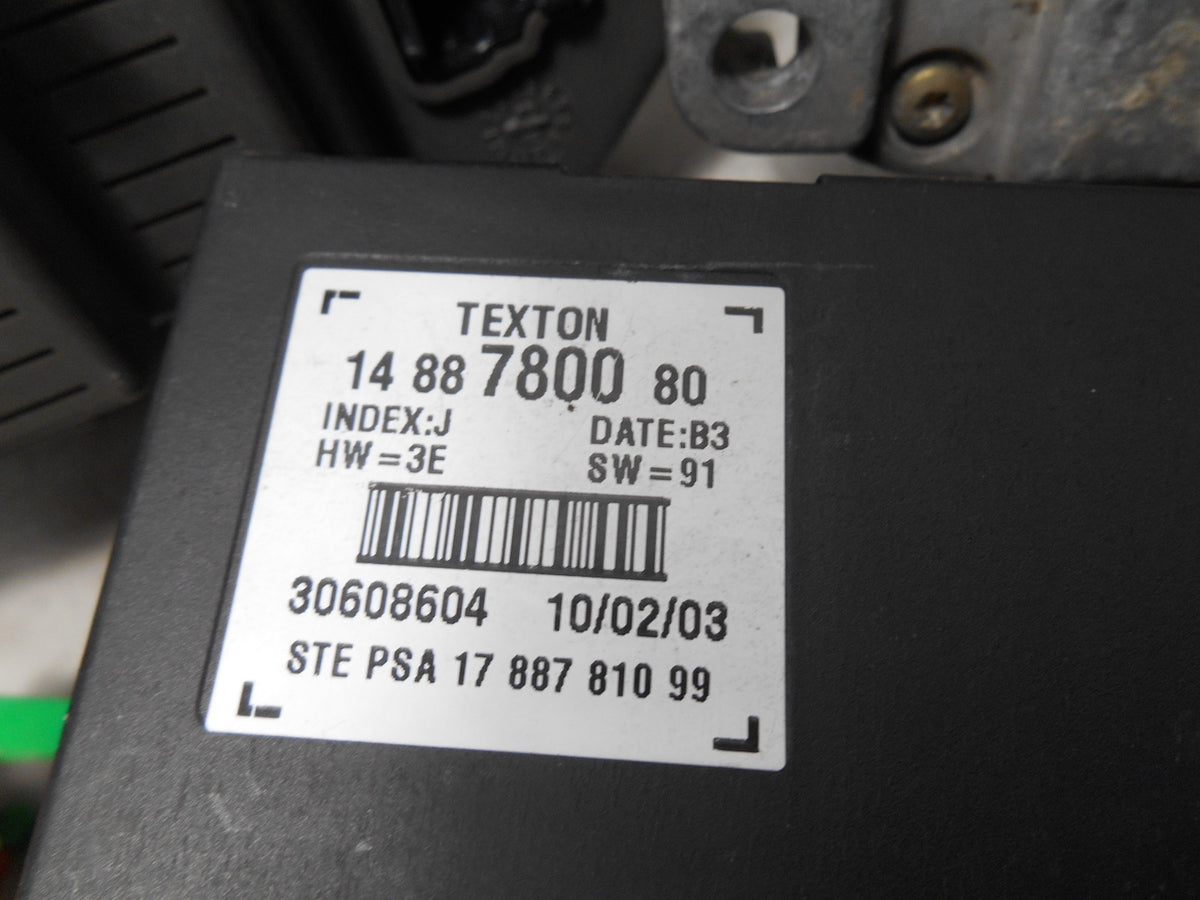 TEXTON
14 88 7800 80
INDEX:J DATE:B3
HW=3E SW=91
30608604 10/02/03
STE PSA 17 887 810 99